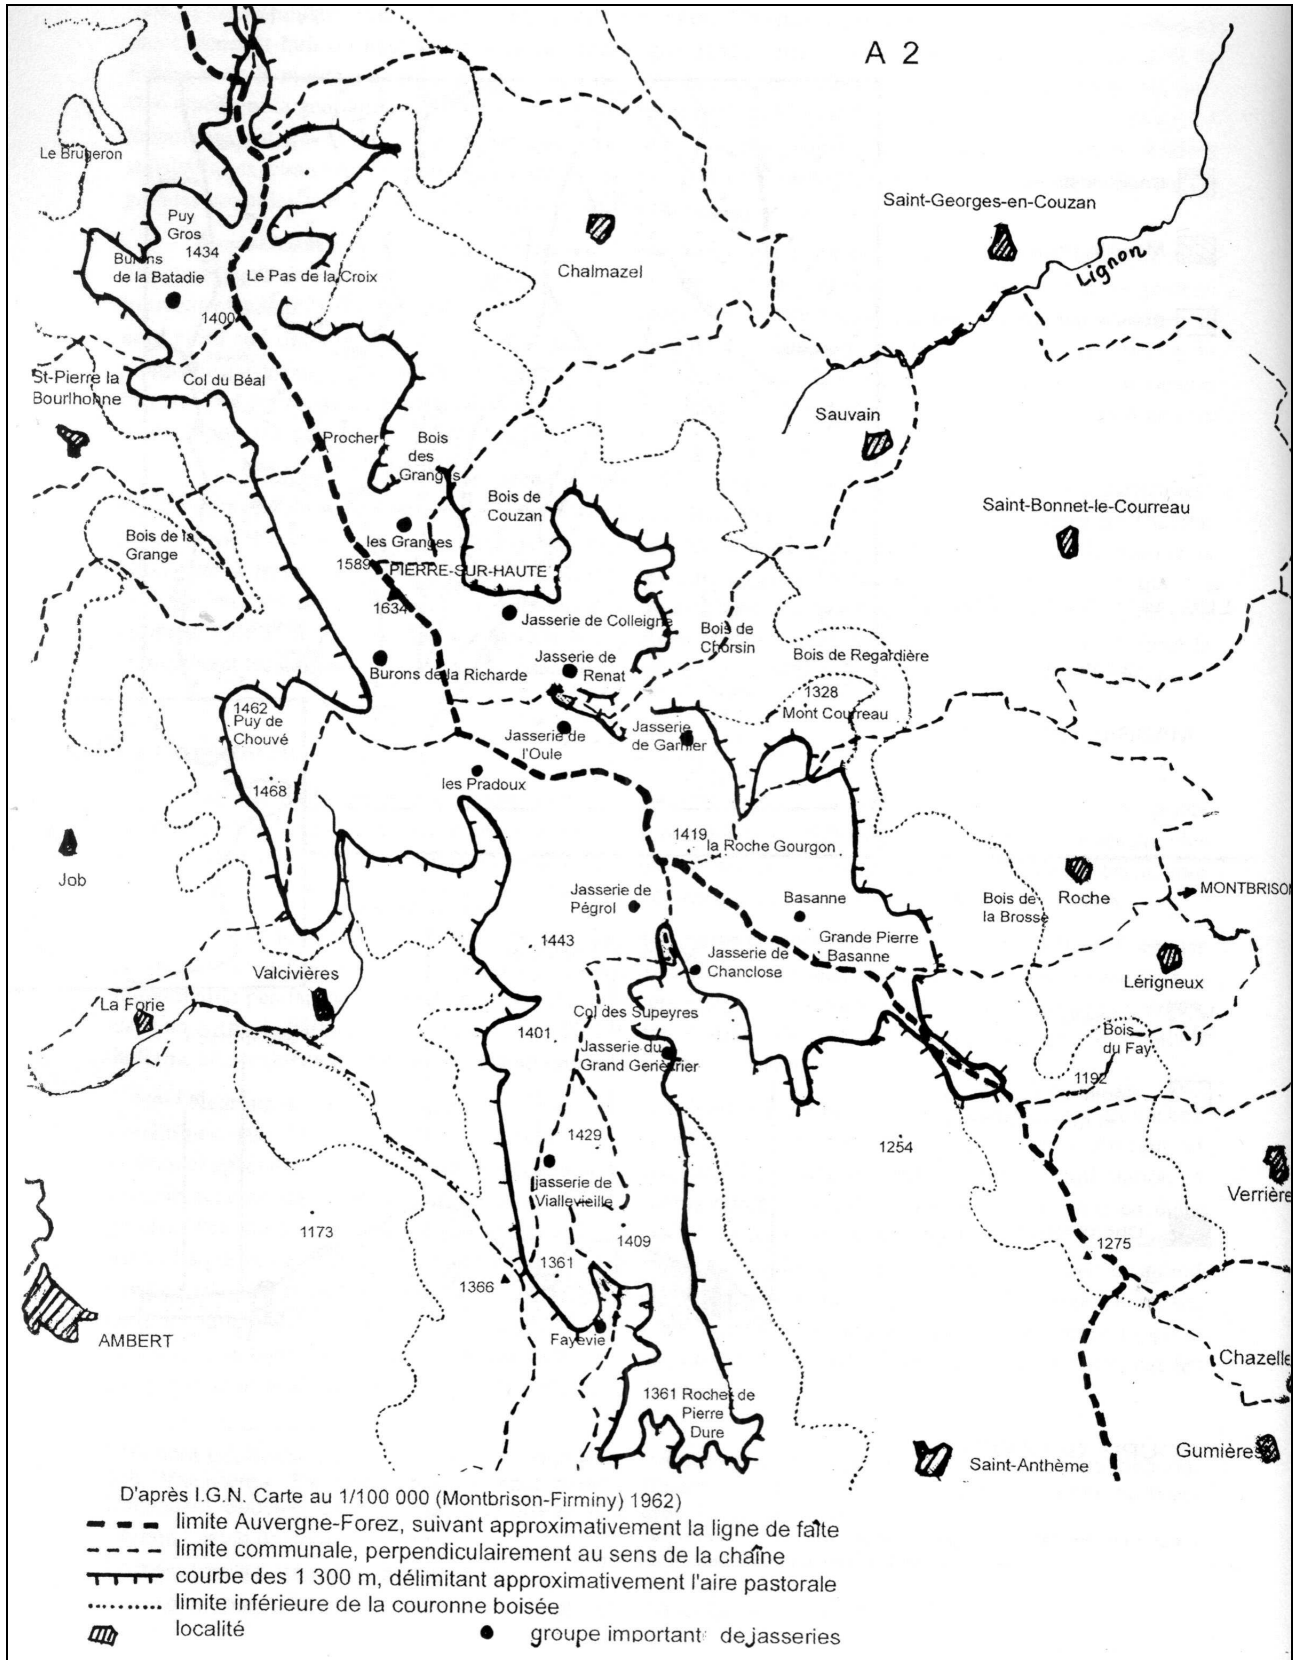 A 2
Le Brugeron
Saint-Georges-en-Couzan
Puy
Gros
1434
Burons
de la Batadie
Le Pas de la Croix
Chalmazel
Lignon
1400
St-Pierre la
Bourlhonne
Col du Béal
Sauvain
Procher
Bois
des
Granges
Bois de
Couzan
Saint-Bonnet-le-Courreau
Bois de la
Grange
les Granges
1589
PIERRE-SUR-HAUTE
1634
Jasserie de Colleigne
Bois de
Chorsin
Jasserie de
Renat
Bois de Regardière
Burons de la Richarde
1328
Mont Courreau
1462
Puy de
Chouvé
Jasserie de
l'Oule
Jasserie
de Garnier
1468
les Pradoux
1419
la Roche Gourgon
Job
Jasserie de
Pégrol
Basanne
Bois de
la Brosse
Roche
MONTBRISON
1443
Grande Pierre
Basanne
Jasserie de
Chanclose
Valcivières
Lérigneux
La Forie
Col des Supeyres
1401
Jasserie du
Grand Genèvrier
Bois
du Fay
1192
1429
1254
jasserie de
Viallevieille
Verrière
1173
1409
1275
1361
1366
AMBERT
Fayevie
Chazelle
1361 Roche de
Pierre
Dure
Saint-Anthème
Gumières
D'après I.G.N. Carte au 1/100 000 (Montbrison-Firminy) 1962)
limite Auvergne-Forez, suivant approximativement la ligne de faîte
limite communale, perpendiculairement au sens de la chaîne
courbe des 1 300 m, délimitant approximativement l'aire pastorale
limite inférieure de la couronne boisée
localité
groupe important de jasseries